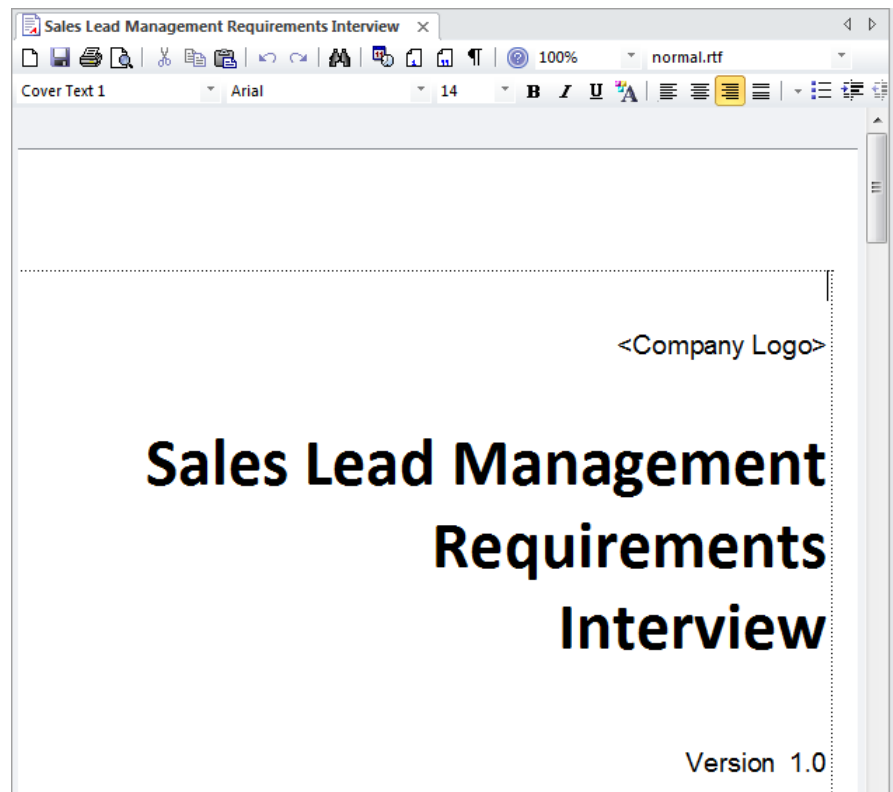 Sales Lead Management Requirements Interview
100% normal.rtf
Cover Text 1 Arial 14 B I U A
<Company Logo>
Sales Lead Management
Requirements
Interview
Version 1.0